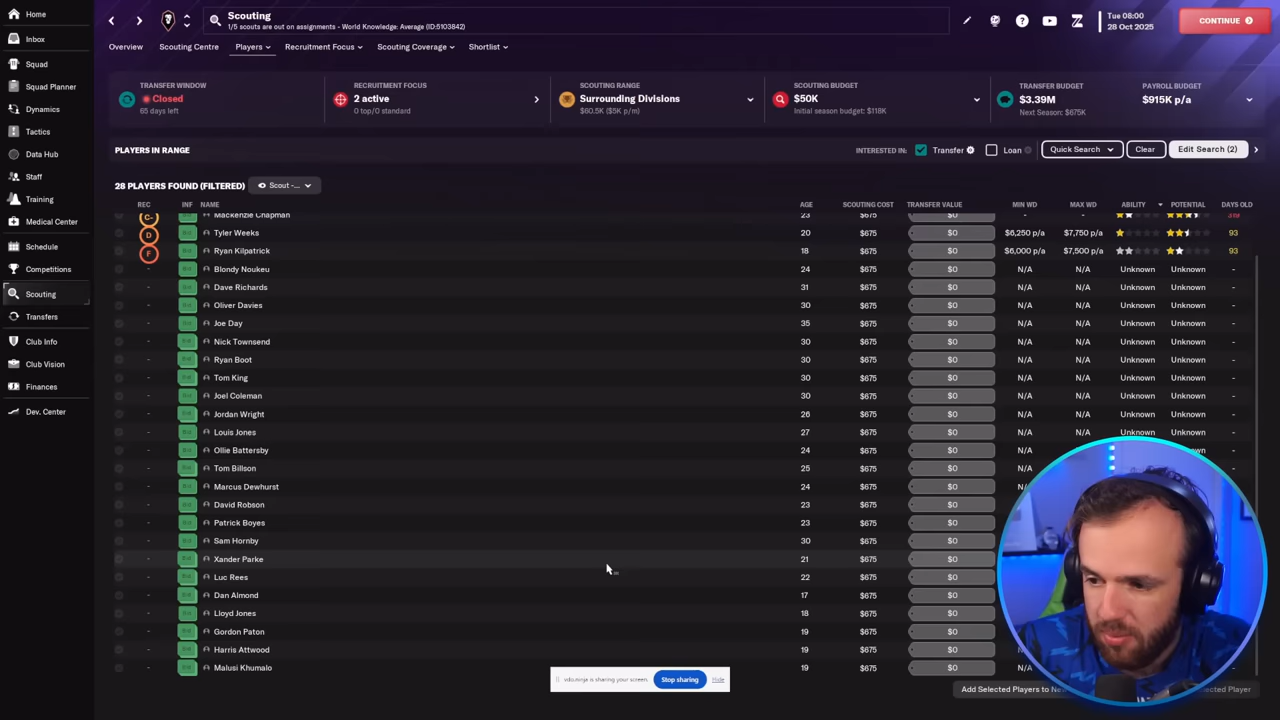 Home
Inbox
Squad
Squad Planner
Dynamics
Tactics
Data Hub
Staff
Training
Medical Center
Schedule
Competitions
Scouting
Transfers
Club Info
Club Vision
Finances
Dev. Center
Scouting
1/5 scouts are out on assignments - World Knowledge: Average (ID:5103842)
Tue 08:00
28 Oct 2025
CONTINUE
Overview Scouting Centre Players Recruitment Focus Scouting Coverage Shortlist
TRANSFER WINDOW
Closed
65 days left
RECRUITMENT FOCUS
2 active
0 top/0 standard
SCOUTING RANGE
Surrounding Divisions
$60.5K ($5K p/m)
SCOUTING BUDGET
$50K
Initial season budget: $118K
TRANSFER BUDGET
$3.39M
Next Season: $675K
PAYROLL BUDGET
$915K p/a
PLAYERS IN RANGE
INTERESTED IN: Transfer Loan Quick Search Clear Edit Search (2)
28 PLAYERS FOUND (FILTERED) Scout -...
REC INF NAME AGE SCOUTING COST TRANSFER VALUE MIN WD MAX WD ABILITY POTENTIAL DAYS OLD
C- Mackenzie Chapman 23 $675 $0 - -
D Tyler Weeks 20 $675 $0 $6,250 p/a $7,750 p/a 93
F Ryan Kilpatrick 18 $675 $0 $6,000 p/a $7,500 p/a 93
- Blondy Noukeu 24 $675 $0 N/A N/A Unknown Unknown -
- Dave Richards 31 $675 $0 N/A N/A Unknown Unknown -
- Oliver Davies 30 $675 $0 N/A N/A Unknown Unknown -
- Joe Day 35 $675 $0 N/A N/A Unknown Unknown -
- Nick Townsend 30 $675 $0 N/A N/A Unknown Unknown -
- Ryan Boot 30 $675 $0 N/A N/A Unknown Unknown -
- Tom King 30 $675 $0 N/A N/A Unknown Unknown -
- Joel Coleman 30 $675 $0 N/A N/A Unknown Unknown -
- Jordan Wright 26 $675 $0 N/A N/A Unknown Unknown -
- Louis Jones 27 $675 $0 N/A N/A Unknown Unknown -
- Ollie Battersby 24 $675 $0 N/A
- Tom Billson 25 $675 $0 N/A
- Marcus Dewhurst 24 $675 $0
- David Robson 23 $675 $0
- Patrick Boyes 23 $675 $0
- Sam Hornby 30 $675 $0
- Xander Parke 21 $675 $0
- Luc Rees 22 $675 $0
- Dan Almond 17 $675 $0
- Lloyd Jones 18 $675 $0
- Gordon Paton 19 $675 $0
- Harris Attwood 19 $675 $0
- Malusi Khumalo 19 $675 $0
vdo.ninja is sharing your screen. Stop sharing Hide
Add Selected Players to
Player